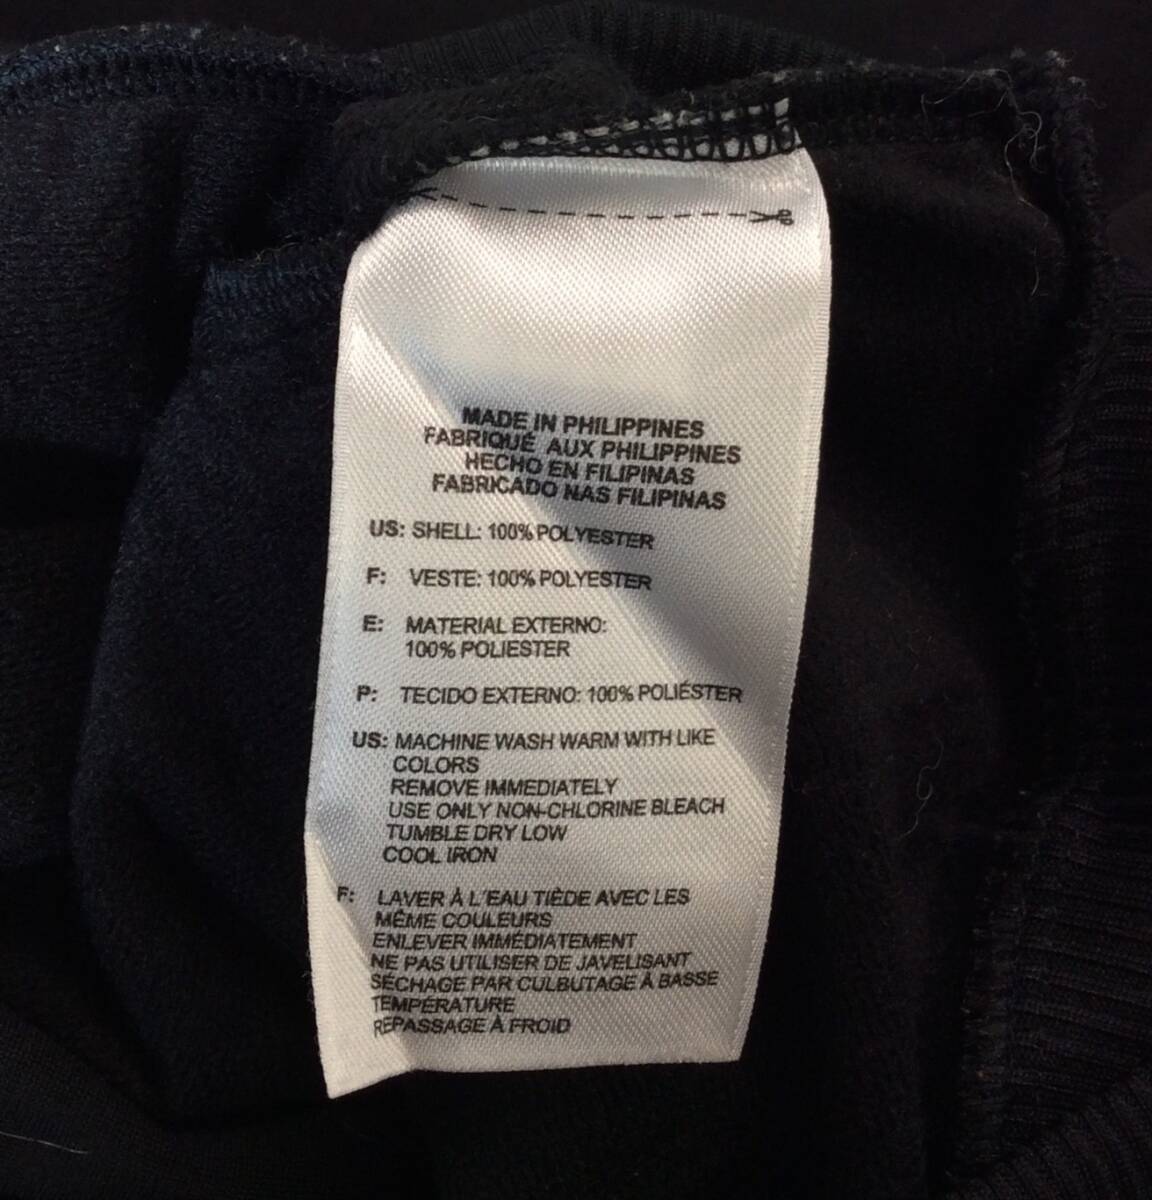 MADE IN PHILIPPINES
FABRIQUÉ AUX PHILIPPINES
HECHO EN FILIPINAS
FABRICADO NAS FILIPINAS
US: SHELL: 100% POLYESTER
F: VESTE: 100% POLYESTER
E: MATERIAL EXTERNO:
100% POLIESTER
P: TECIDO EXTERNO: 100% POLIÉSTER
US: MACHINE WASH WARM WITH LIKE
COLORS
REMOVE IMMEDIATELY
USE ONLY NON-CHLORINE BLEACH
TUMBLE DRY LOW
COOL IRON
F: LAVER À L'EAU TIÈDE AVEC LES
MÊME COULEURS
ENLEVER IMMÉDIATEMENT
NE PAS UTILISER DE JAVELISANT
SÉCHAGE PAR CULBUTAGE À BASSE
TEMPÉRATURE
REPASSAGE À FROID